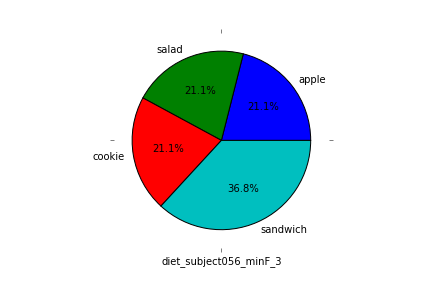 salad
apple
21.1%
21.1%
21.1%
cookie
36.8%
sandwich
diet_subject056_minF_3